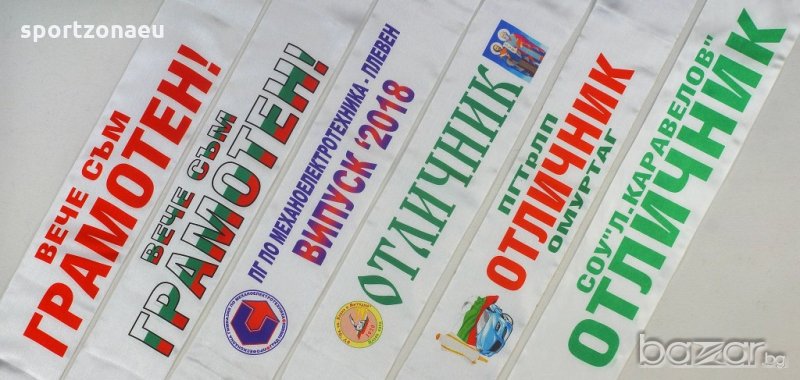 sportzonaeu
ВЕЧЕ СЪМ
ГРАМОТЕН!
ВЕЧЕ СЪМ
ГРАМОТЕН!
ПГ ПО МЕХАНОЕЛЕКТРОТЕХНИКА - ПЛЕВЕН
ВИПУСК '2018
ОТЛИЧНИК
ПГТРЛП
ОТЛИЧНИК
ОМУРТАГ
СОУ"Л.КАРАВЕЛОВ"
ОТЛИЧНИК
bazar.bg